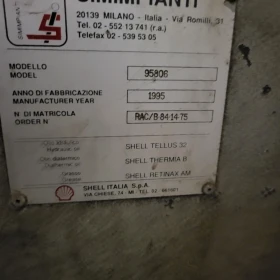 SIMIMPIANTI
20139 MILANO - Italia - Via Romilli, 31
Tel. 02 - 552 13 741 (r.a.)
Telefax 02 - 539 53 05
MODELLO
MODEL 95806
ANNO DI FABBRICAZIONE
MANUFACTURER YEAR 1995
N. DI MATRICOLA
ORDER N RAC/B-84-14-75
SHELL TELLUS 32
SHELL THERMIA B
Grasso
SHELL RETINAX AM
SHELL ITALIA S.p.A.